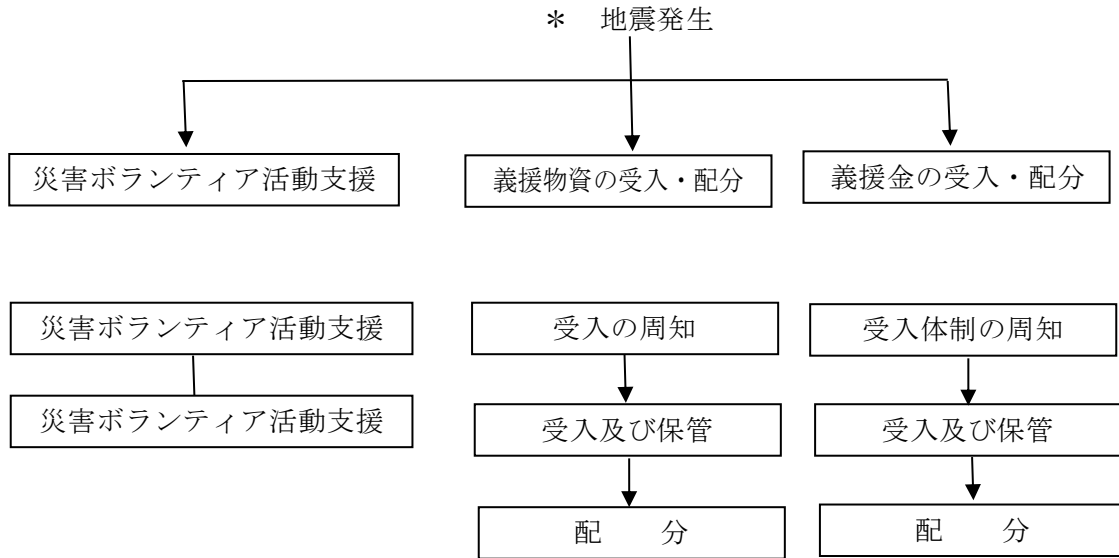 ＊　地震発生
災害ボランティア活動支援
義援物資の受入・配分
義援金の受入・配分
災害ボランティア活動支援
受入の周知
受入体制の周知
災害ボランティア活動支援
受入及び保管
受入及び保管
配　　分
配　　分